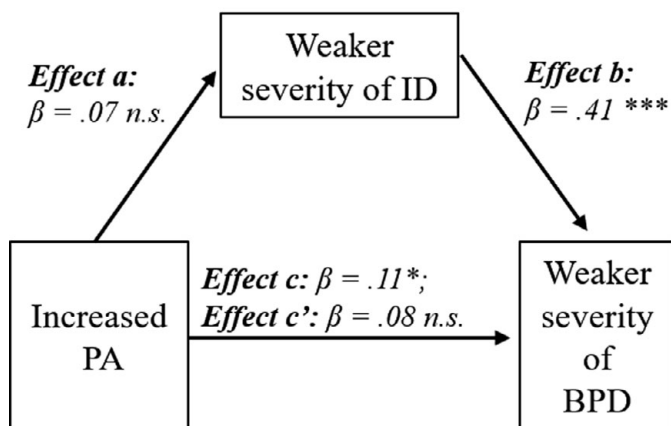 Weaker
severity of ID
Effect a:
β = .07 n.s.
Effect b:
β = .41 ***
Increased
PA
Effect c: β = .11*;
Effect c’: β = .08 n.s.
Weaker
severity
of
BPD